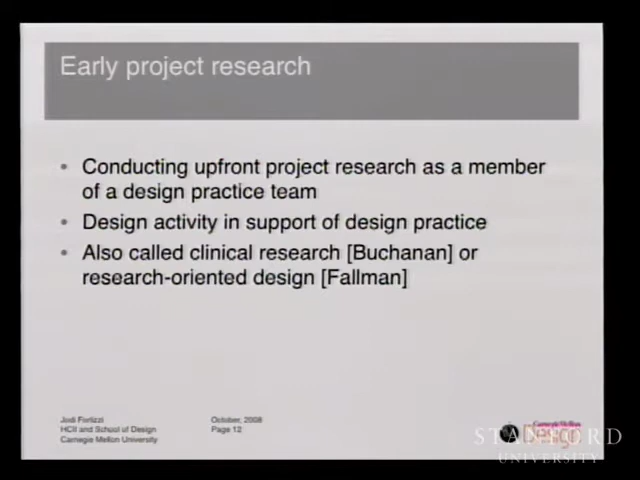 Early project research
• Conducting upfront project research as a member
of a design practice team
• Design activity in support of design practice
• Also called clinical research [Buchanan] or
research-oriented design [Fallman]
Jodi Forlizzi
HCII and School of Design
Carnegie Mellon University
October, 2008
Page 12
Carnegie Mellon
Design
STANFORD
UNIVERSITY